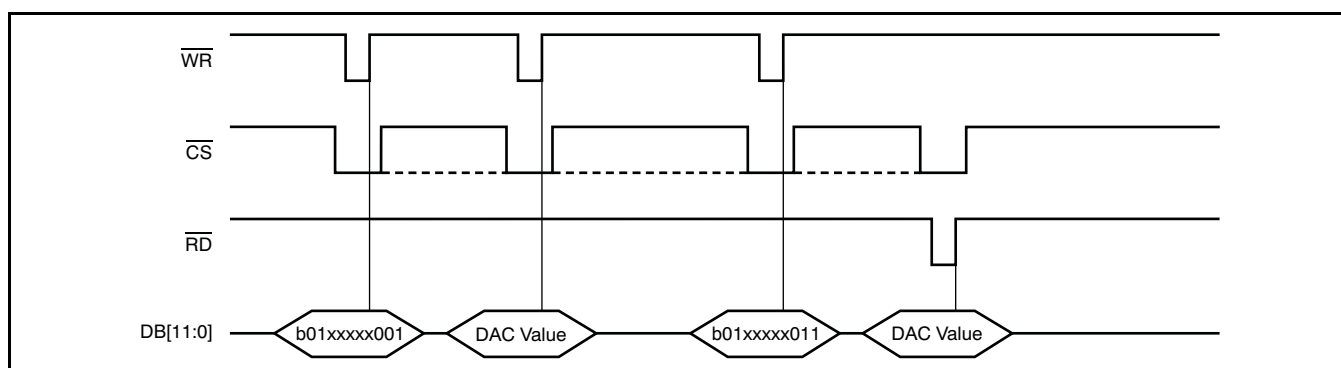 WR
CS
RD
DB[11:0]
b01xxxxx001
DAC Value
b01xxxxx011
DAC Value